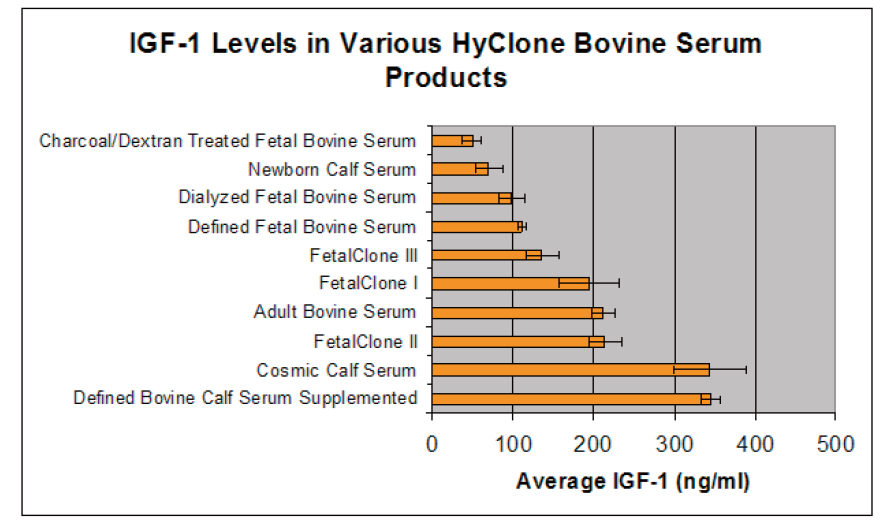 IGF-1 Levels in Various HyClone Bovine Serum
Products
Charcoal/Dextran Treated Fetal Bovine Serum
Newborn Calf Serum
Dialyzed Fetal Bovine Serum
Defined Fetal Bovine Serum
FetalClone III
FetalClone I
Adult Bovine Serum
FetalClone II
Cosmic Calf Serum
Defined Bovine Calf Serum Supplemented
0 100 200 300 400 500
Average IGF-1 (ng/ml)